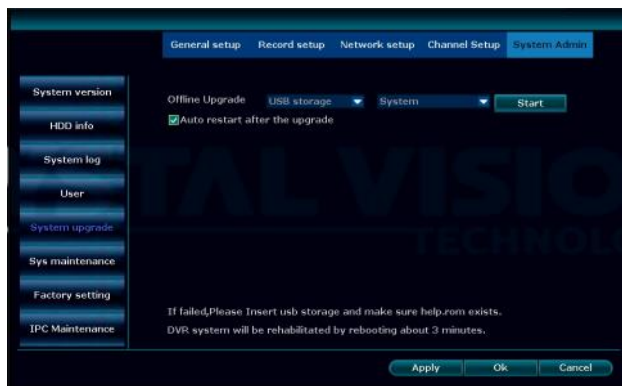 General setup Record setup Network setup Channel Setup System Admin
System version
HDD info
System log
User
System upgrade
Sys maintenance
Factory setting
IPC Maintenance
Offline Upgrade USB storage System Start
Auto restart after the upgrade
TAL VISIO
TECHNOLO
If failed,Please Insert usb storage and make sure help.rom exists.
DVR system will be rehabilitated by rebooting about 3 minutes.
Apply Ok Cancel